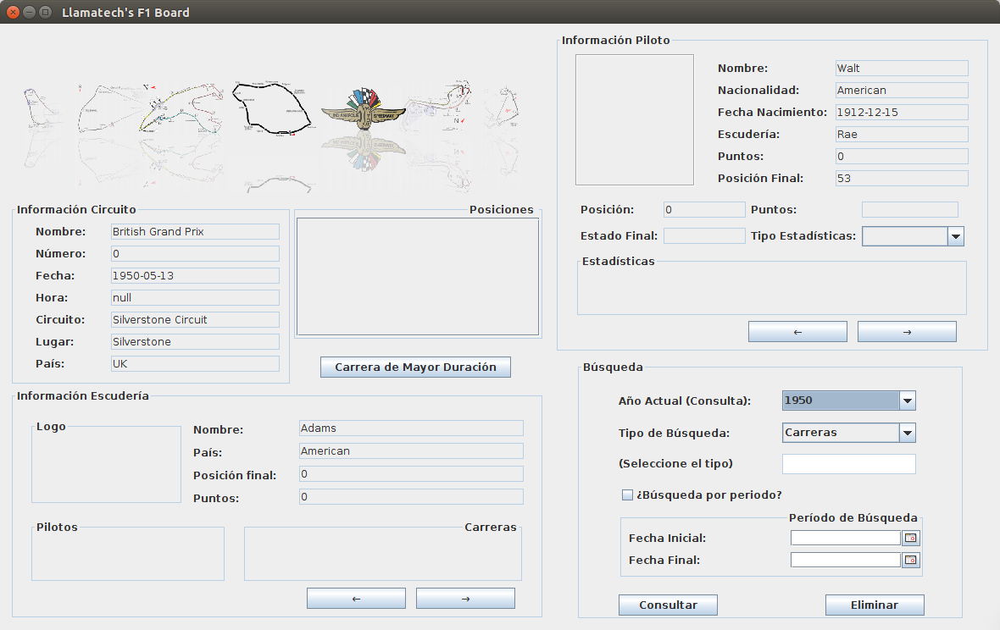 Llamatech's F1 Board
INDIANAPOLIS
SPEEDWAY
N
Información Circuito
Nombre: British Grand Prix
Número: 0
Fecha: 1950-05-13
Hora: null
Circuito: Silverstone Circuit
Lugar: Silverstone
País: UK
Posiciones
Carrera de Mayor Duración
Información Escudería
Logo
Nombre: Adams
País: American
Posición final: 0
Puntos: 0
Pilotos
Carreras
← →
Información Piloto
Nombre: Walt
Nacionalidad: American
Fecha Nacimiento: 1912-12-15
Escudería: Rae
Puntos: 0
Posición Final: 53
Posición: 0 Puntos:
Estado Final: Tipo Estadísticas:
Estadísticas
← →
Búsqueda
Año Actual (Consulta): 1950
Tipo de Búsqueda: Carreras
(Seleccione el tipo)
¿Búsqueda por periodo?
Período de Búsqueda
Fecha Inicial:
Fecha Final:
Consultar Eliminar